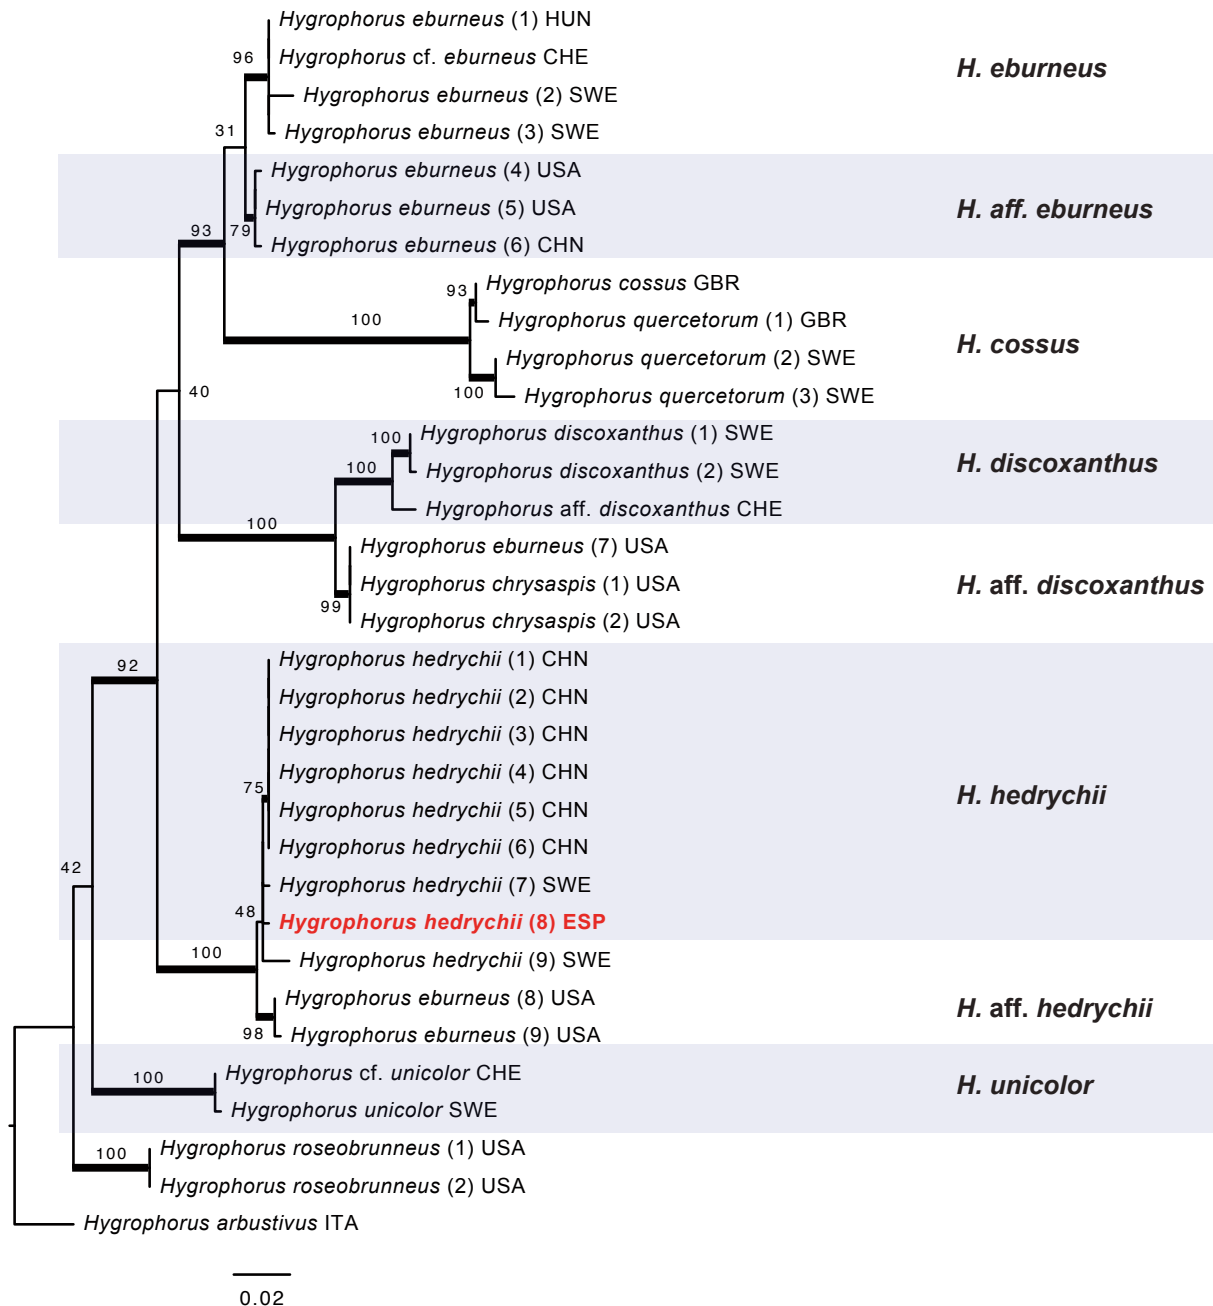 Hygrophorus eburneus (1) HUN
Hygrophorus cf. eburneus CHE
96
H. eburneus
Hygrophorus eburneus (2) SWE
31
Hygrophorus eburneus (3) SWE
Hygrophorus eburneus (4) USA
Hygrophorus eburneus (5) USA
H. aff. eburneus
93
79
Hygrophorus eburneus (6) CHN
Hygrophorus cossus GBR
93
100
Hygrophorus quercetorum (1) GBR
H. cossus
Hygrophorus quercetorum (2) SWE
100
Hygrophorus quercetorum (3) SWE
40
Hygrophorus discoxanthus (1) SWE
100
100
Hygrophorus discoxanthus (2) SWE
H. discoxanthus
Hygrophorus aff. discoxanthus CHE
100
Hygrophorus eburneus (7) USA
Hygrophorus chrysaspis (1) USA
H. aff. discoxanthus
99
Hygrophorus chrysaspis (2) USA
Hygrophorus hedrychii (1) CHN
92
Hygrophorus hedrychii (2) CHN
Hygrophorus hedrychii (3) CHN
Hygrophorus hedrychii (4) CHN
75
H. hedrychii
Hygrophorus hedrychii (5) CHN
Hygrophorus hedrychii (6) CHN
42
Hygrophorus hedrychii (7) SWE
48
Hygrophorus hedrychii (8) ESP
100
Hygrophorus hedrychii (9) SWE
Hygrophorus eburneus (8) USA
H. aff. hedrychii
98
Hygrophorus eburneus (9) USA
100
Hygrophorus cf. unicolor CHE
H. unicolor
Hygrophorus unicolor SWE
100
Hygrophorus roseobrunneus (1) USA
Hygrophorus roseobrunneus (2) USA
Hygrophorus arbustivus ITA
0.02